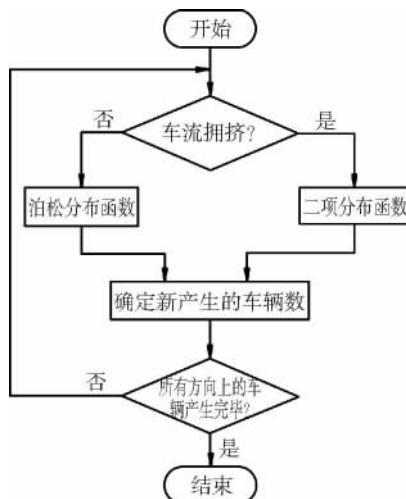 开始
否
车流拥挤?
是
泊松分布函数
二项分布函数
确定新产生的车辆数
否
所有方向上的车
辆产生完毕?
是
结束